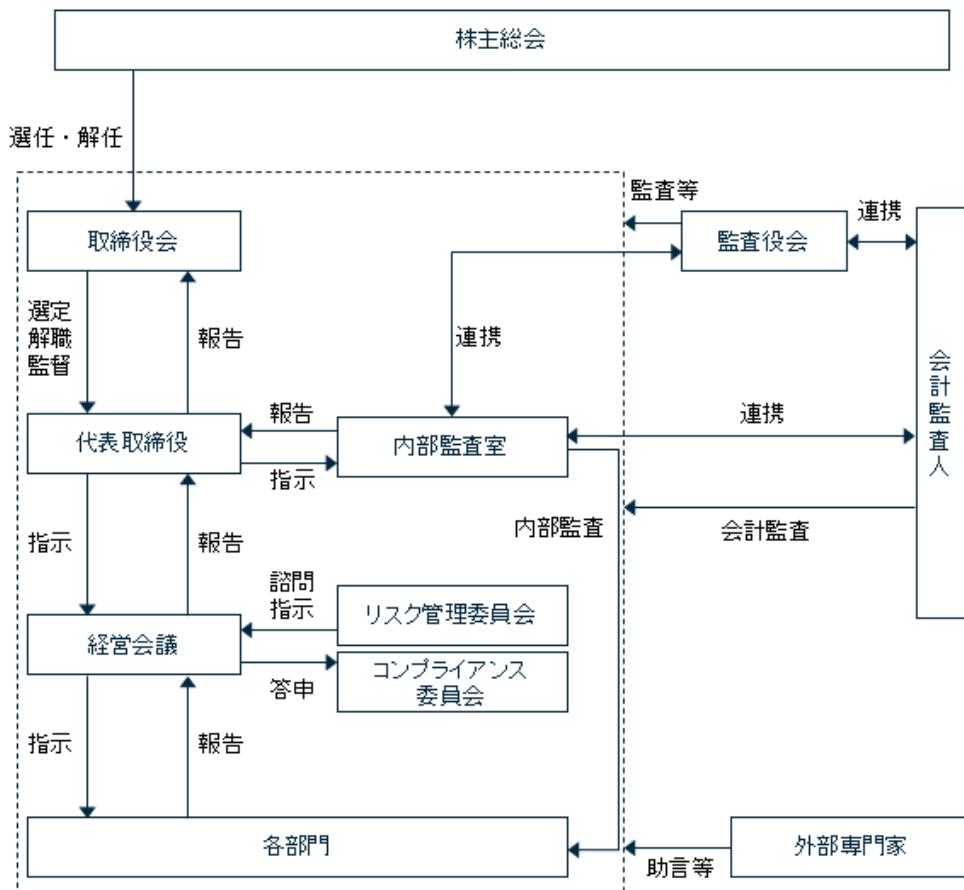 株主総会
選任・解任
監査等
連携
取締役会
監査役会
選定
解職
監督
報告
連携
会計監査人
代表取締役
報告
指示
内部監査室
連携
指示
報告
内部監査
会計監査
諮問
指示
リスク管理委員会
経営会議
答申
コンプライアンス
委員会
指示
報告
各部門
助言等
外部専門家